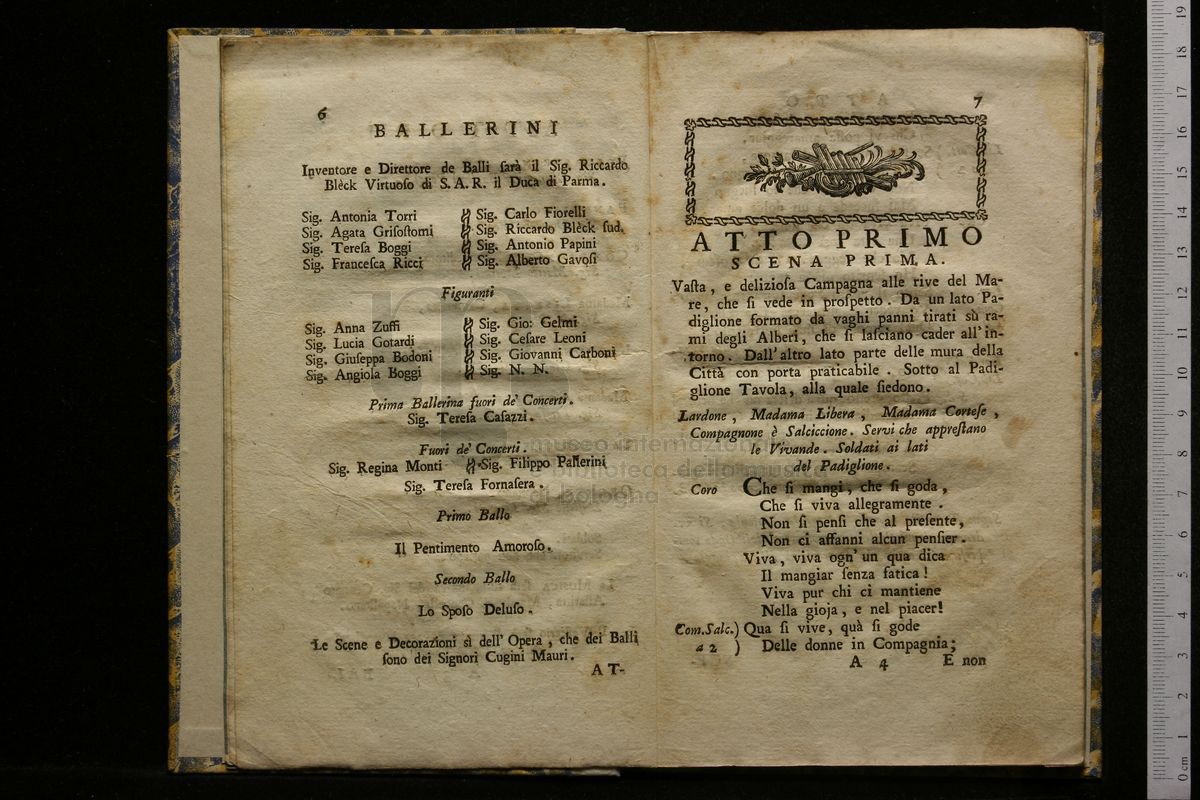 6
BALLERINI
Inventore e Direttore de Balli ſarà il Sig. Riccardo
Blèck Virtuoſo di S. A. R. il Duca di Parma.
Sig. Antonia Torri Sig. Carlo Fiorelli
Sig. Agata Griſoſtomi Sig. Riccardo Blèck ſud.
Sig. Tereſa Boggi Sig. Antonio Papini
Sig. Franceſca Ricci Sig. Alberto Gavoſi
Figuranti
Sig. Anna Zuffi Sig. Gio: Gelmi
Sig. Lucia Gotardi Sig. Ceſare Leoni
Sig. Giuſeppa Bodoni Sig. Giovanni Carboni
Sig. Angiola Boggi Sig. N. N.
Prima Ballerina fuori de' Concerti.
Sig. Tereſa Caſazzi.
Fuori de' Concerti.
Sig. Regina Monti Sig. Filippo Paſſerini
Sig. Tereſa Fornaſera.
Primo Ballo
Il Pentimento Amoroſo.
Secondo Ballo
Lo Spoſo Deluſo.
Le Scene e Decorazioni sì dell' Opera, che dei Balli
ſono dei Signori Cugini Mauri.
AT-
7
ATTO PRIMO
SCENA PRIMA.
Vaſta, e delizioſa Campagna alle rive del Ma-
re, che ſi vede in proſpetto. Da un lato Pa-
diglione formato da vaghi panni tirati sù ra-
mi degli Alberi, che ſi laſciano cader all' in-
torno. Dall' altro lato parte delle mura della
Città con porta praticabile. Sotto al Padi-
glione Tavola, alla quale ſiedono.
Lardone, Madama Libera, Madama Corteſe,
Compagnone è Salciccione. Servi che appreſtano
le Vivande. Soldati ai lati
del Padiglione.
Coro Che ſi mangi, che ſi goda,
Che ſi viva allegramente.
Non ſi penſi che al preſente,
Non ci affanni alcun penſier.
Viva, viva ogn' un qua dica
Il mangiar ſenza fatica!
Viva pur chi ci mantiene
Nella gioja, e nel piacer!
Com. Salc.) Qua ſi vive, quà ſi gode
a 2 ) Delle donne in Compagnia;
A 4 E non
museo internazionale
biblioteca della musica
di bologna